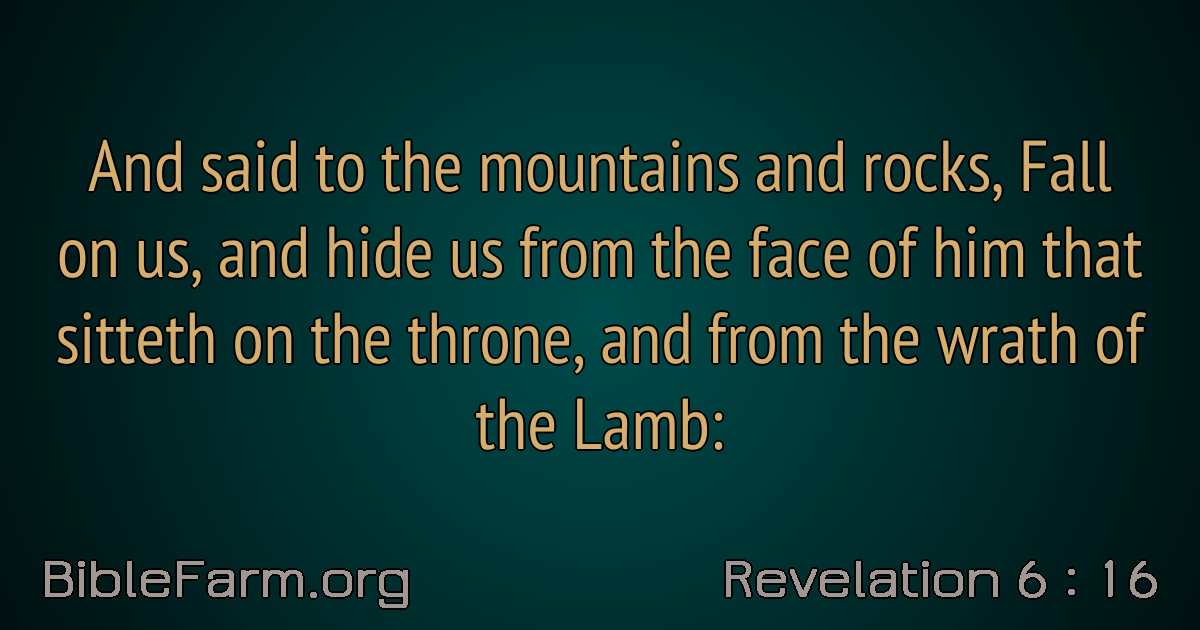 And said to the mountains and rocks, Fall
on us, and hide us from the face of him that
sitteth on the throne, and from the wrath of
the Lamb:
BibleFarm.org
Revelation 6 : 16